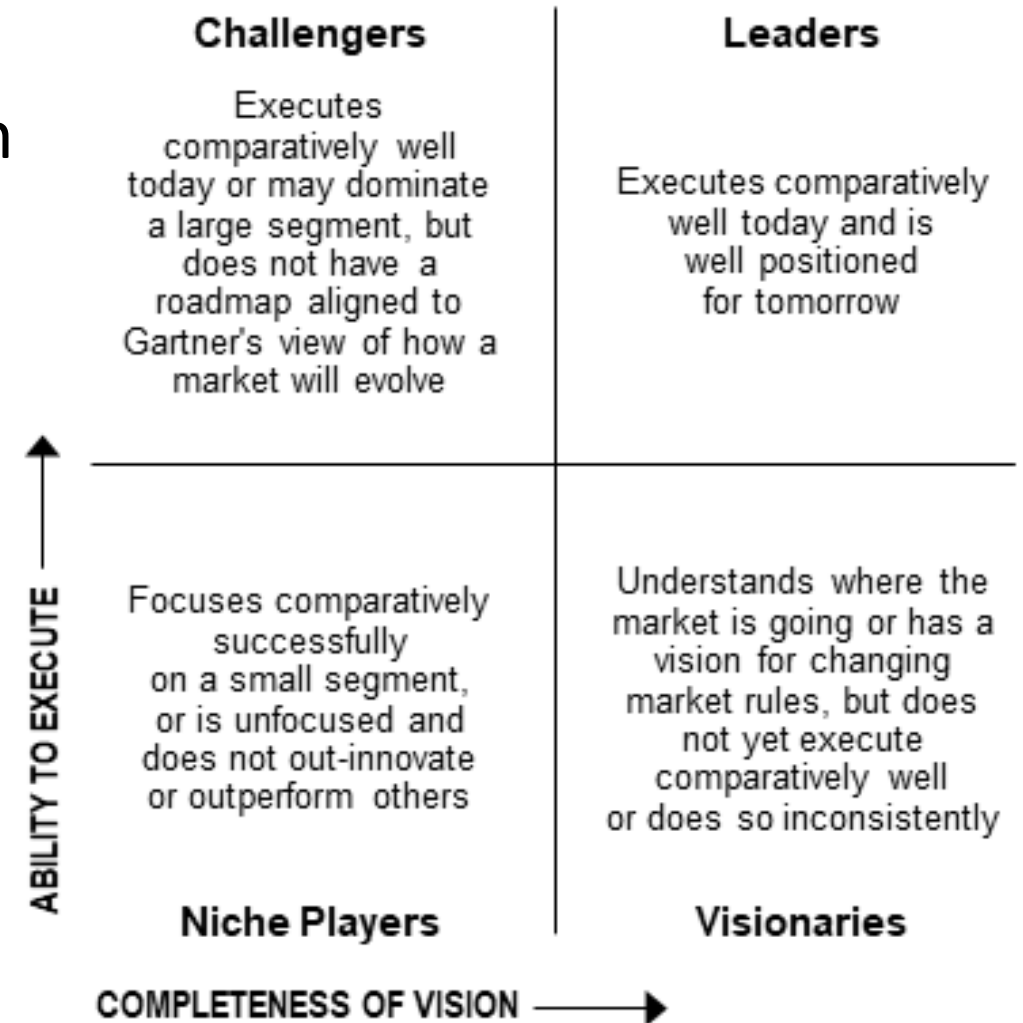 n
Challengers
Executes
comparatively well
today or may dominate
a large segment, but
does not have a
roadmap aligned to
Gartner's view of how a
market will evolve
Leaders
Executes comparatively
well today and is
well positioned
for tomorrow
ABILITY TO EXECUTE
Focuses comparatively
successfully
on a small segment,
or is unfocused and
does not out-innovate
or outperform others
Niche Players
Understands where the
market is going or has a
vision for changing
market rules, but does
not yet execute
comparatively well
or does so inconsistently
Visionaries
COMPLETENESS OF VISION